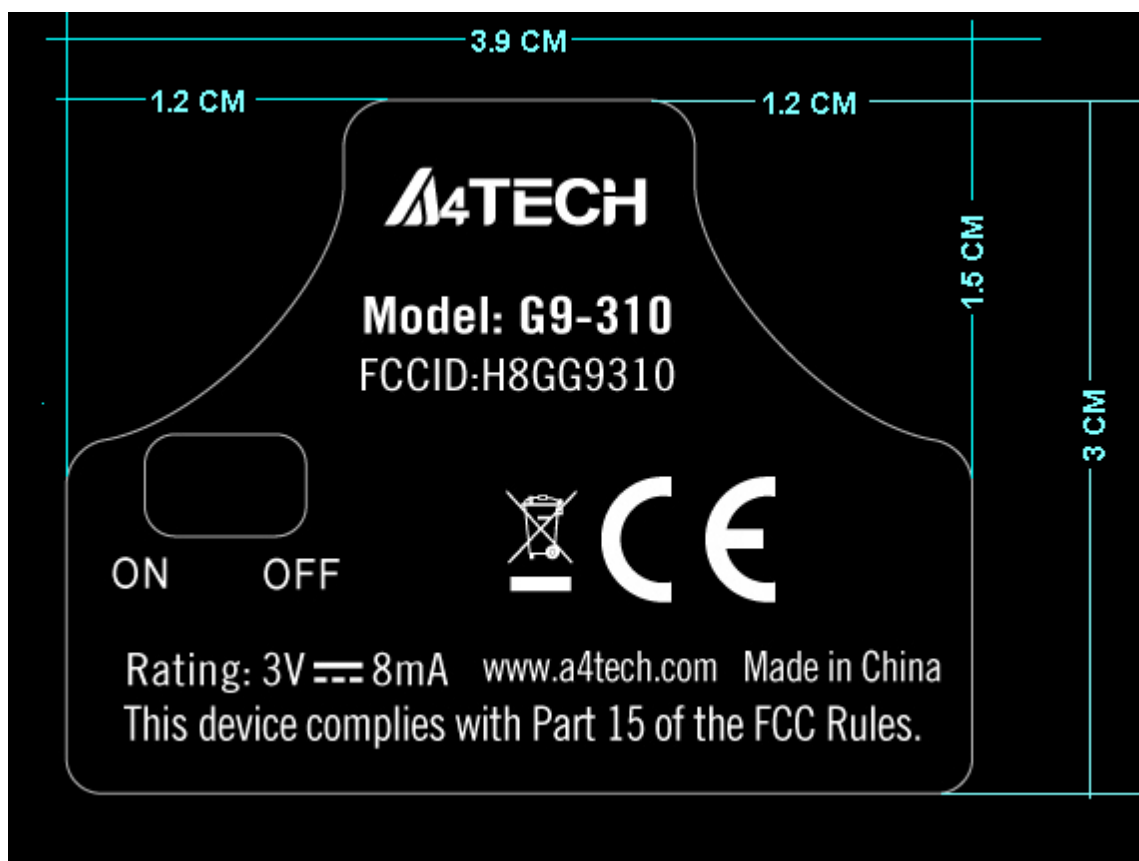 3.9 CM
1.2 CM 1.2 CM
A4TECH
1.5 CM
Model: G9-310
FCCID:H8GG9310
3 CM
ON OFF
CE
Rating: 3V 8mA www.a4tech.com Made in China
This device complies with Part 15 of the FCC Rules.